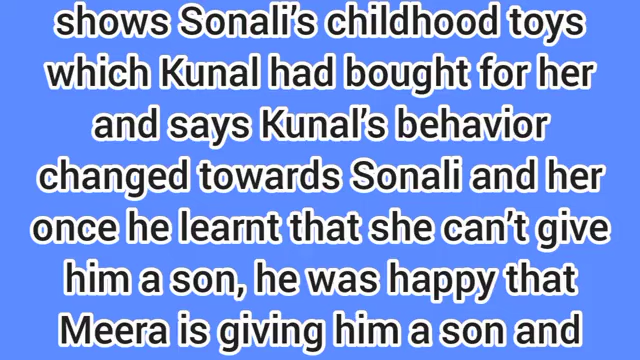 shows Sonali’s childhood toys
which Kunal had bought for her
and says Kunal’s behavior
changed towards Sonali and her
once he learnt that she can’t give
him a son, he was happy that
Meera is giving him a son and